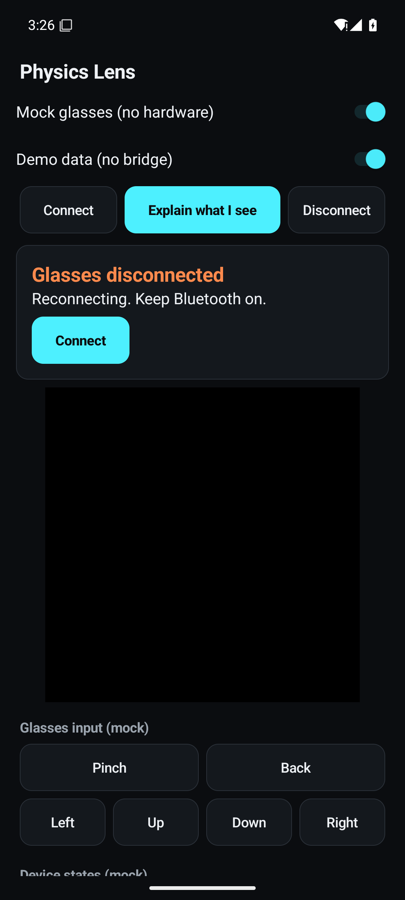 3:26
Physics Lens
Mock glasses (no hardware)
Demo data (no bridge)
Connect
Explain what I see
Disconnect
Glasses disconnected
Reconnecting. Keep Bluetooth on.
Connect
Glasses input (mock)
Pinch
Back
Left
Up
Down
Right
Device states (mock)